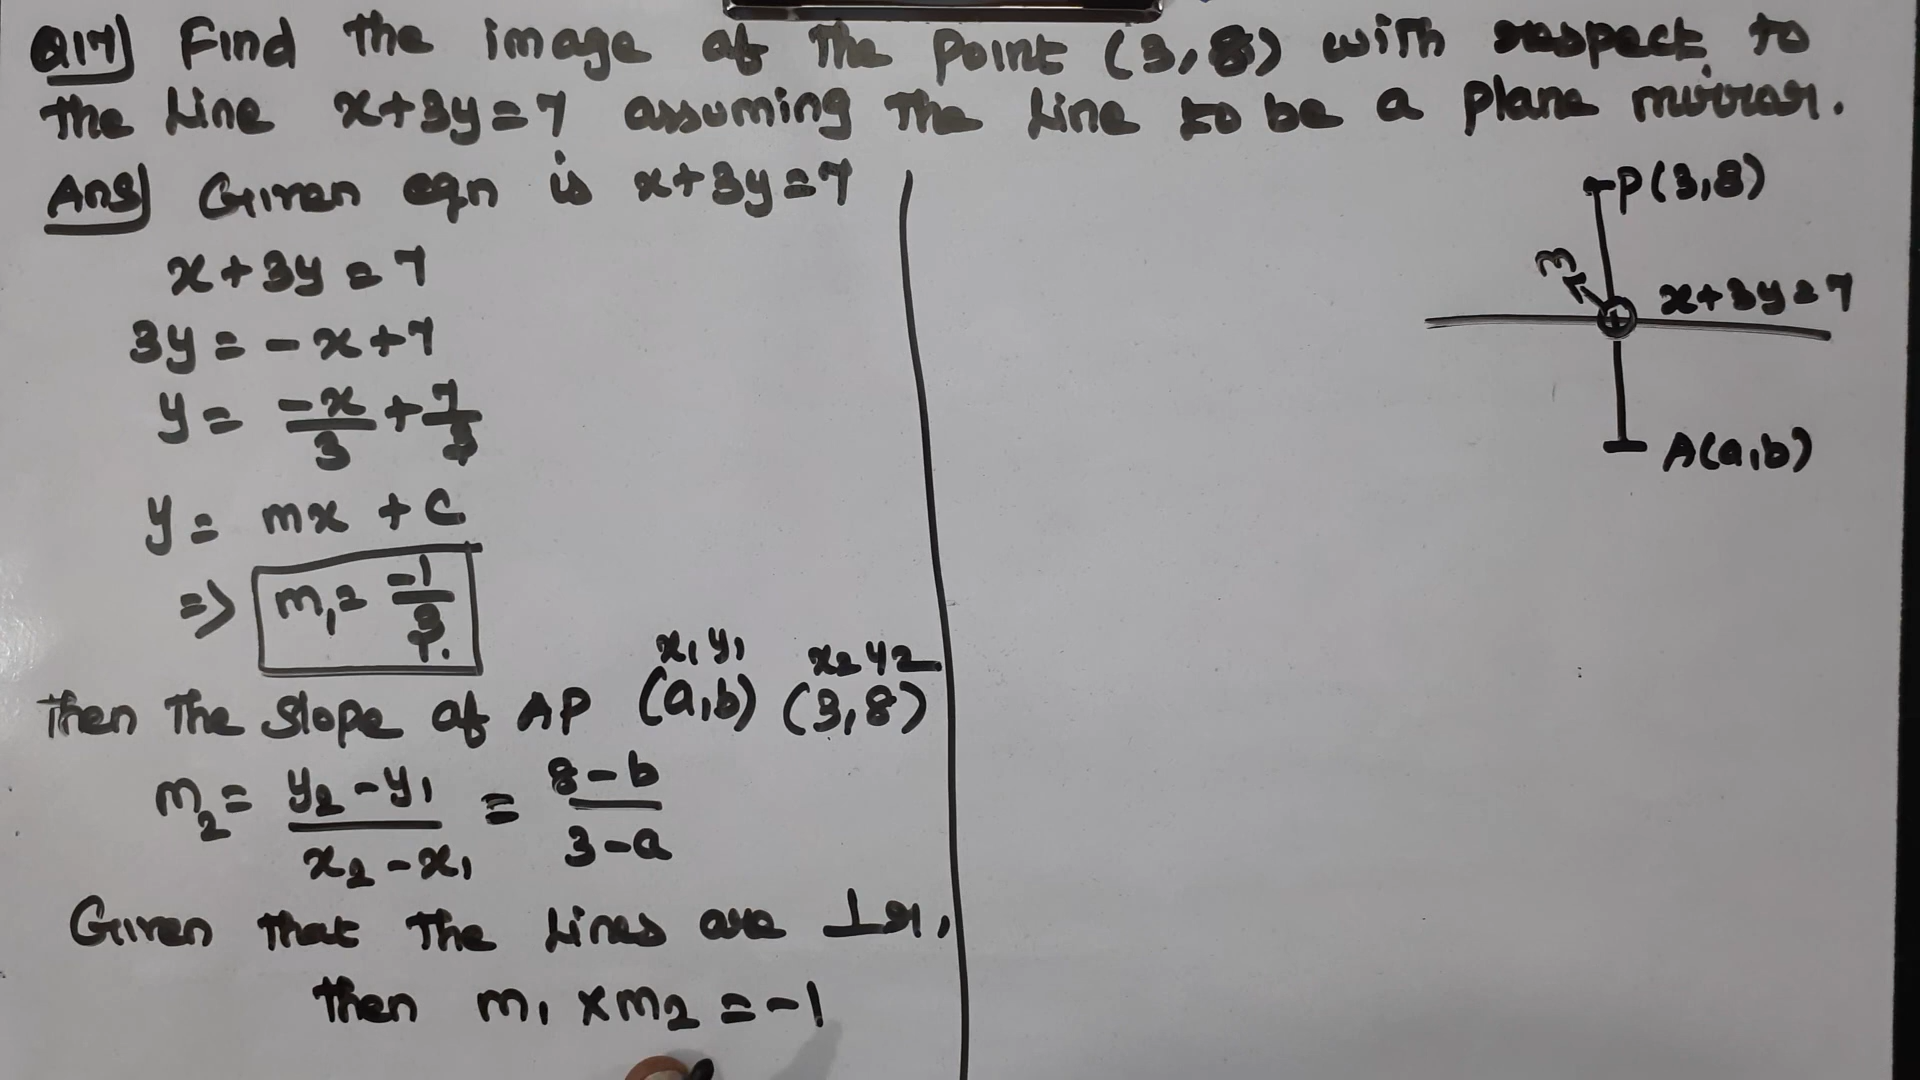 Q17) Find the image of the point (3,8) with respect to
the line x+3y=7 assuming the line to be a plane mirror.
Ans) Given eqn is x+3y=7
x+3y=7
3y = -x+7
y = -x/3 + 7/3
y = mx + c
=> m₁ = -1/3.
x₁ y₁ x₂ y₂
Then the slope of AP (a,b) (3,8)
m₂ = y₂-y₁/x₂-x₁ = 8-b/3-a
Given that the lines are ⊥r,
then m₁ × m₂ = -1
P(3,8)
m
x+3y=7
A(a,b)